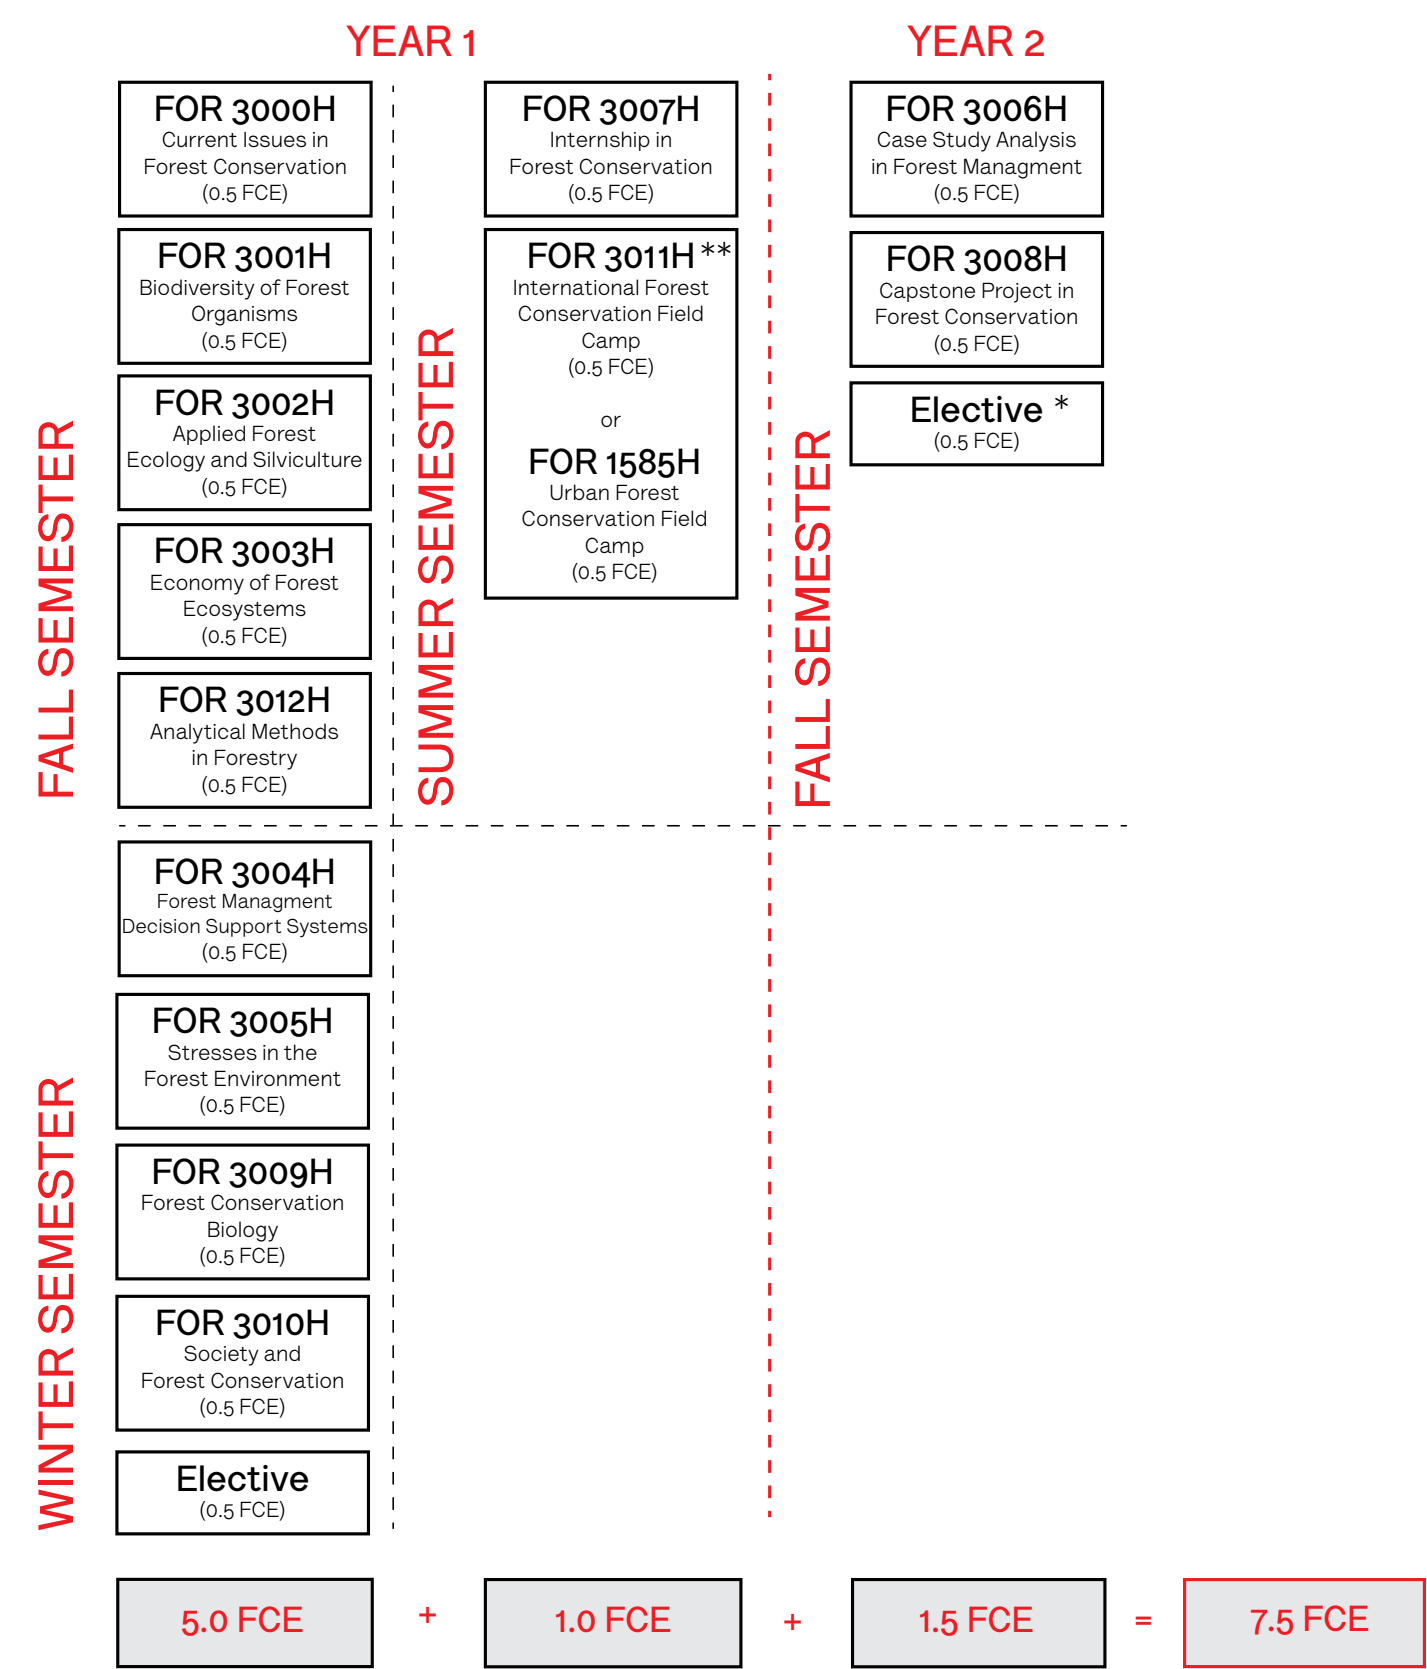 YEAR 1
YEAR 2
FALL SEMESTER
FOR 3000H
Current Issues in
Forest Conservation
(0.5 FCE)
FOR 3001H
Biodiversity of Forest
Organisms
(0.5 FCE)
FOR 3002H
Applied Forest
Ecology and Silviculture
(0.5 FCE)
FOR 3003H
Economy of Forest
Ecosystems
(0.5 FCE)
FOR 3012H
Analytical Methods
in Forestry
(0.5 FCE)
WINTER SEMESTER
FOR 3004H
Forest Managment
Decision Support Systems
(0.5 FCE)
FOR 3005H
Stresses in the
Forest Environment
(0.5 FCE)
FOR 3009H
Forest Conservation
Biology
(0.5 FCE)
FOR 3010H
Society and
Forest Conservation
(0.5 FCE)
Elective
(0.5 FCE)
SUMMER SEMESTER
FOR 3007H
Internship in
Forest Conservation
(0.5 FCE)
FOR 3011H **
International Forest
Conservation Field
Camp
(0.5 FCE)
or
FOR 1585H
Urban Forest
Conservation Field
Camp
(0.5 FCE)
FALL SEMESTER
FOR 3006H
Case Study Analysis
in Forest Managment
(0.5 FCE)
FOR 3008H
Capstone Project in
Forest Conservation
(0.5 FCE)
Elective *
(0.5 FCE)
5.0 FCE + 1.0 FCE + 1.5 FCE = 7.5 FCE